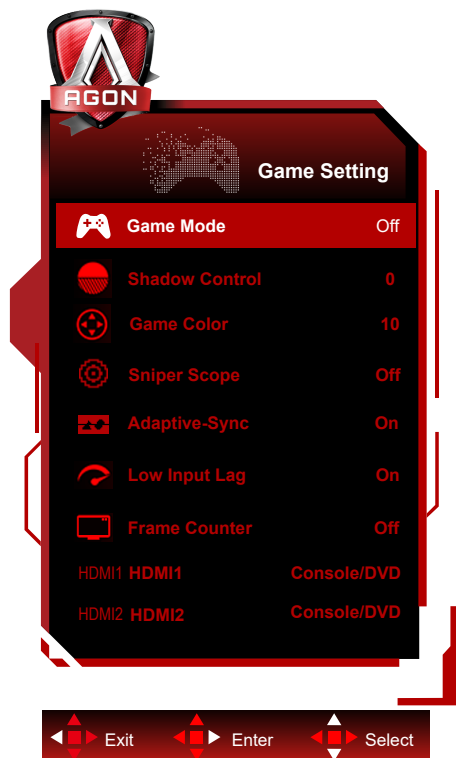 AGON
Game Setting
Game Mode Off
Shadow Control 0
Game Color 10
Sniper Scope Off
Adaptive-Sync On
Low Input Lag On
Frame Counter Off
HDMI1 HDMI1 Console/DVD
HDMI2 HDMI2 Console/DVD
Exit Enter Select